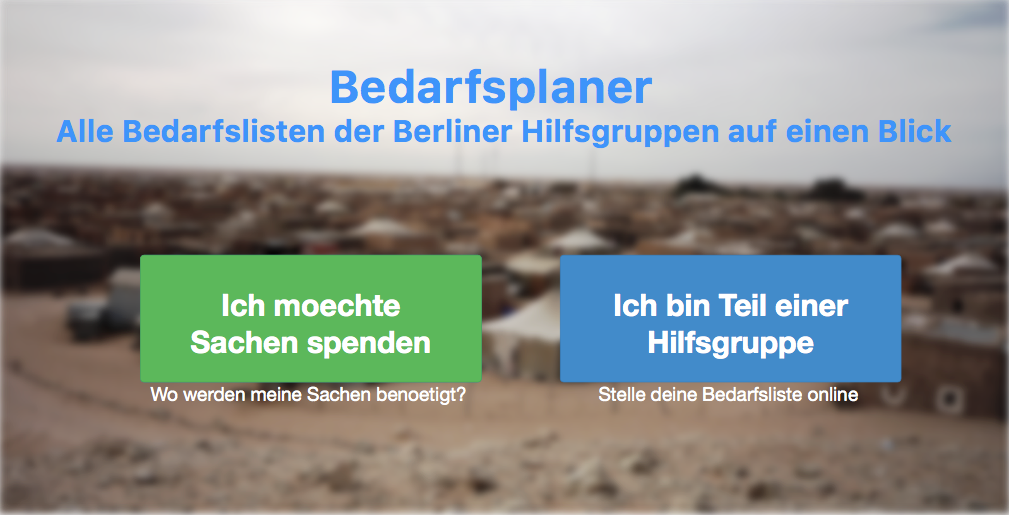 Bedarfsplaner
Alle Bedarfslisten der Berliner Hilfsgruppen auf einen Blick
Ich moechte
Sachen spenden
Wo werden meine Sachen benoetigt?
Ich bin Teil einer
Hilfsgruppe
Stelle deine Bedarfsliste online